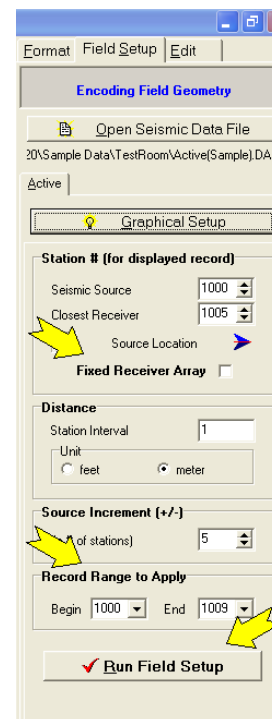 Format Field Setup Edit
Encoding Field Geometry
Open Seismic Data File
20\Sample Data\TestRoom\Active(Sample).DA
Active
Graphical Setup
Station # (for displayed record)
Seismic Source 1000
Closest Receiver 1005
Source Location
Fixed Receiver Array
Distance
Station Interval 1
Unit
feet meter
Source Increment (+/-)
of stations) 5
Record Range to Apply
Begin 1000 End 1009
Run Field Setup